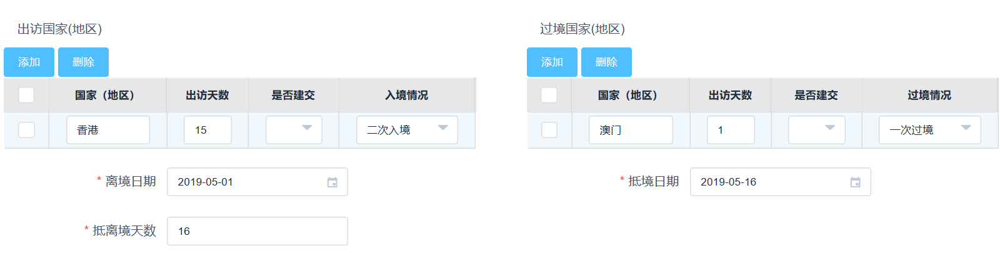 出访国家(地区)
添加 删除
国家（地区） 出访天数 是否建交 入境情况
香港 15 二次入境
* 离境日期 2019-05-01
* 抵离境天数 16
过境国家(地区)
添加 删除
国家（地区） 出访天数 是否建交 过境情况
澳门 1 一次过境
* 抵境日期 2019-05-16